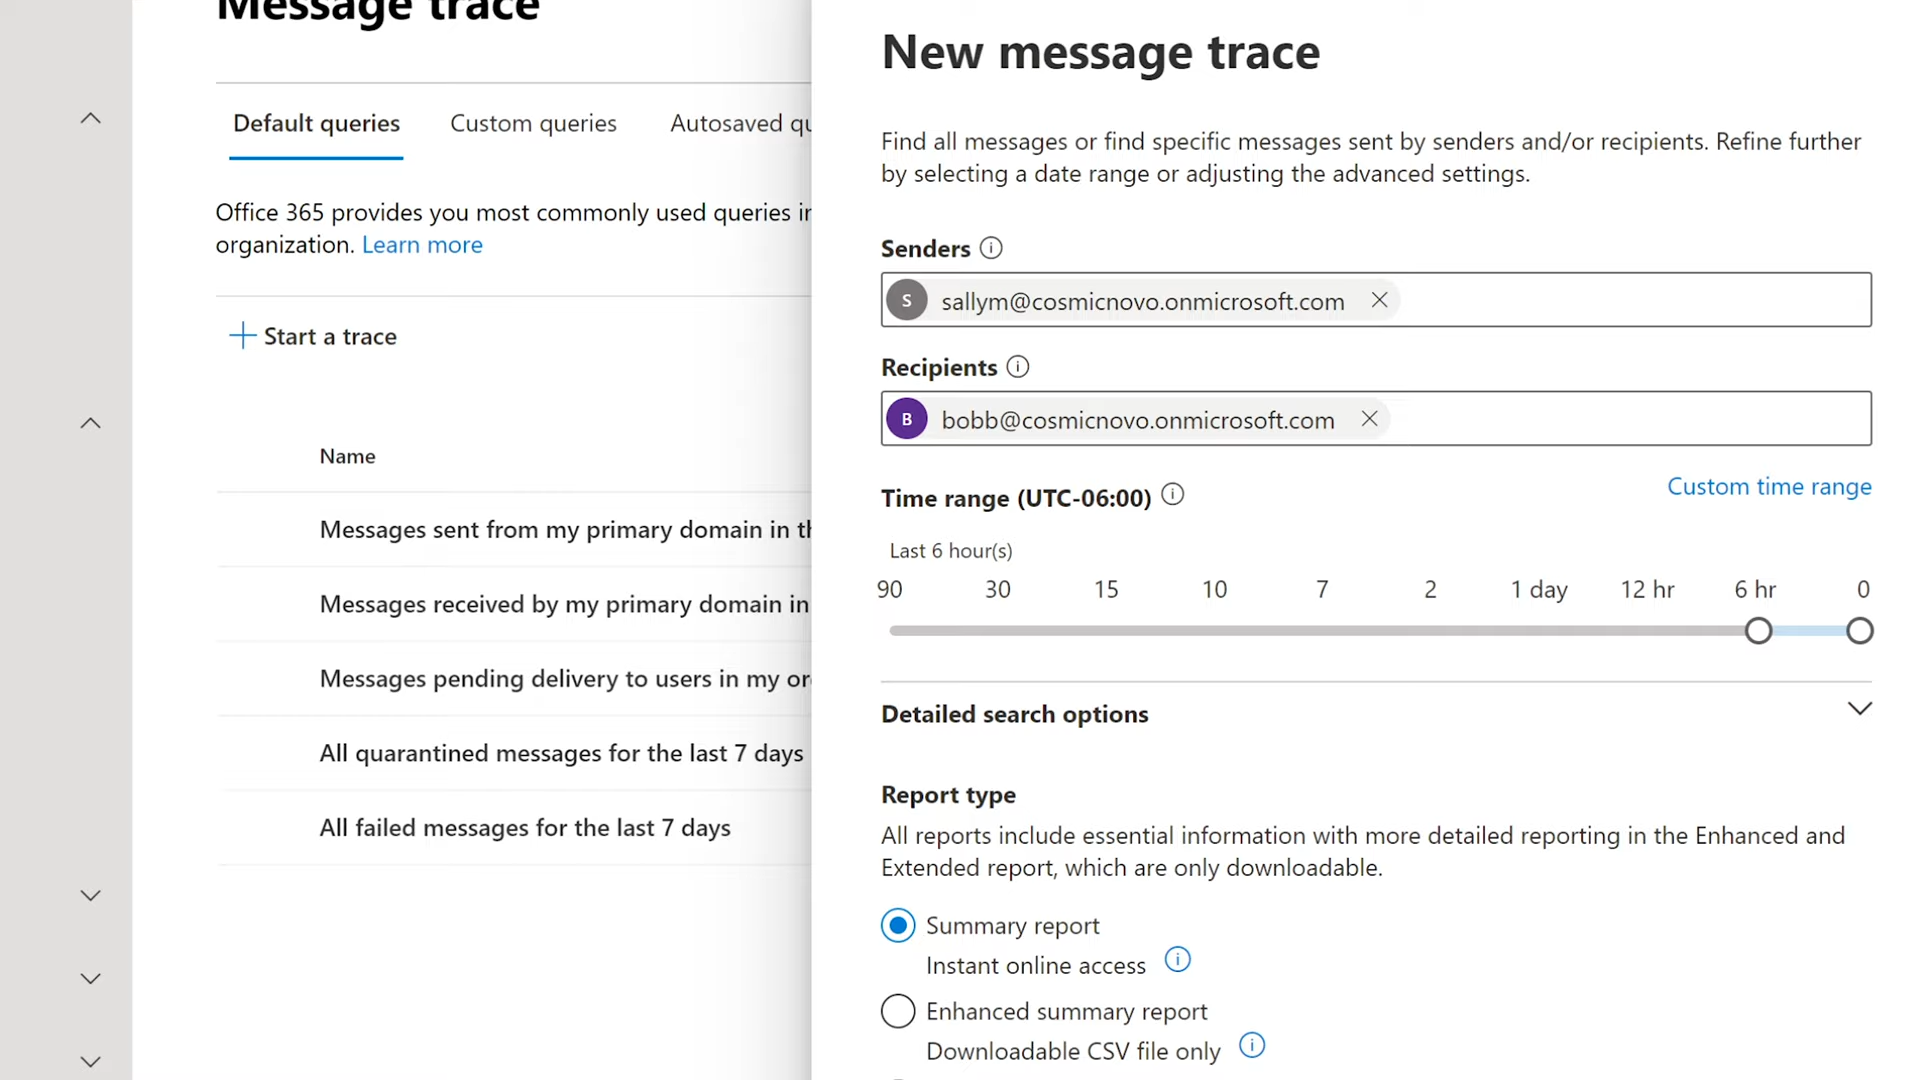 Message trace
Default queries
Custom queries
Autosaved qu
Office 365 provides you most commonly used queries in
organization. Learn more
Start a trace
Name
Messages sent from my primary domain in th
Messages received by my primary domain in
Messages pending delivery to users in my or
All quarantined messages for the last 7 days
All failed messages for the last 7 days
New message trace
Find all messages or find specific messages sent by senders and/or recipients. Refine further
by selecting a date range or adjusting the advanced settings.
Senders
S sallym@cosmicnovo.onmicrosoft.com
Recipients
B bobb@cosmicnovo.onmicrosoft.com
Time range (UTC-06:00)
Custom time range
Last 6 hour(s)
90 30 15 10 7 2 1 day 12 hr 6 hr 0
Detailed search options
Report type
All reports include essential information with more detailed reporting in the Enhanced and
Extended report, which are only downloadable.
Summary report
Instant online access
Enhanced summary report
Downloadable CSV file only